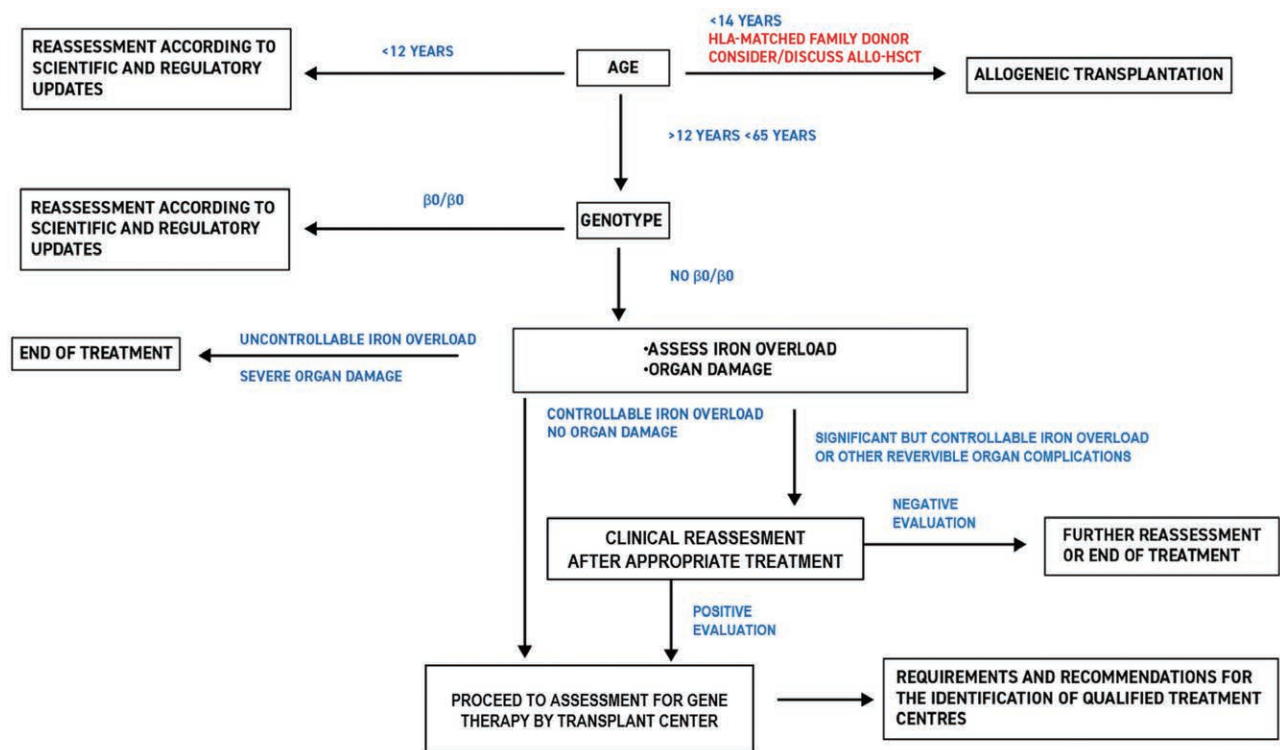 REASSESSMENT ACCORDING TO
SCIENTIFIC AND REGULATORY
UPDATES
<12 YEARS
AGE
<14 YEARS
HLA-MATCHED FAMILY DONOR
CONSIDER/DISCUSS ALLO-HSCT
ALLOGENEIC TRANSPLANTATION
>12 YEARS <65 YEARS
REASSESSMENT ACCORDING TO
SCIENTIFIC AND REGULATORY
UPDATES
β0/β0
GENOTYPE
NO β0/β0
END OF TREATMENT
UNCONTROLLABLE IRON OVERLOAD
SEVERE ORGAN DAMAGE
•ASSESS IRON OVERLOAD
•ORGAN DAMAGE
CONTROLLABLE IRON OVERLOAD
NO ORGAN DAMAGE
SIGNIFICANT BUT CONTROLLABLE IRON OVERLOAD
OR OTHER REVERVIBLE ORGAN COMPLICATIONS
CLINICAL REASSESMENT
AFTER APPROPRIATE TREATMENT
NEGATIVE
EVALUATION
FURTHER REASSESSMENT
OR END OF TREATMENT
POSITIVE
EVALUATION
PROCEED TO ASSESSMENT FOR GENE
THERAPY BY TRANSPLANT CENTER
REQUIREMENTS AND RECOMMENDATIONS FOR
THE IDENTIFICATION OF QUALIFIED TREATMENT
CENTRES